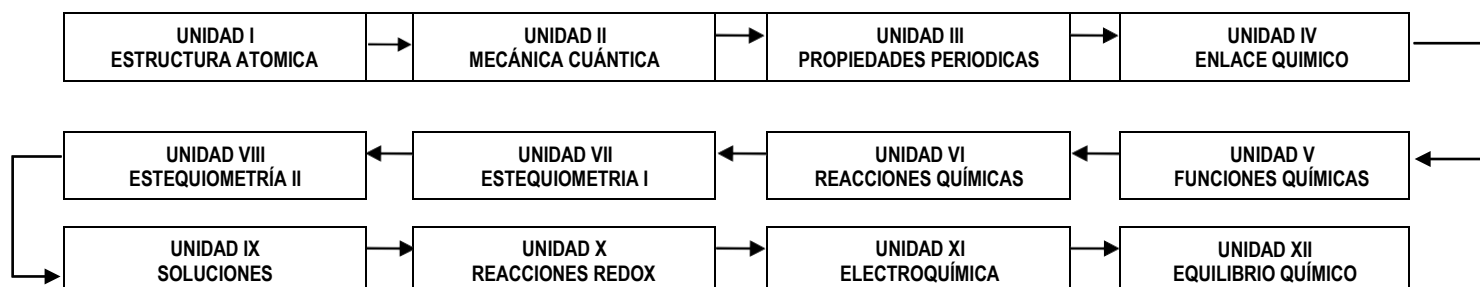 UNIDAD I
ESTRUCTURA ATOMICA
UNIDAD II
MECÁNICA CUÁNTICA
UNIDAD III
PROPIEDADES PERIODICAS
UNIDAD IV
ENLACE QUIMICO
UNIDAD VIII
ESTEQUIOMETRÍA II
UNIDAD VII
ESTEQUIOMETRIA I
UNIDAD VI
REACCIONES QUÍMICAS
UNIDAD V
FUNCIONES QUÍMICAS
UNIDAD IX
SOLUCIONES
UNIDAD X
REACCIONES REDOX
UNIDAD XI
ELECTROQUÍMICA
UNIDAD XII
EQUILIBRIO QUÍMICO